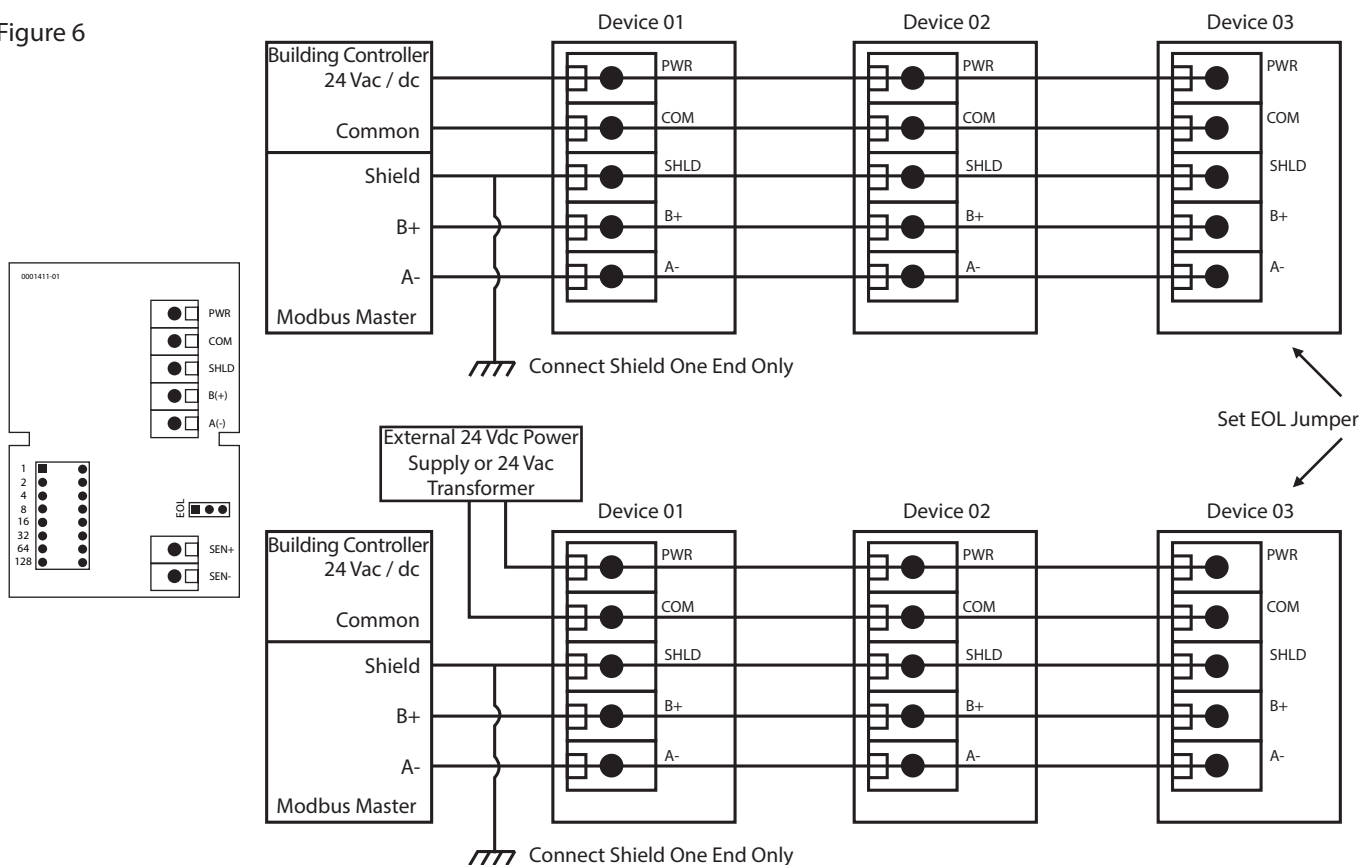 Figure 6
Device 01
Device 02
Device 03
Building Controller
24 Vac / dc
Common
Shield
B+
A-
Modbus Master
PWR
COM
SHLD
B+
A-
PWR
COM
SHLD
B+
A-
PWR
COM
SHLD
B+
A-
Connect Shield One End Only
Set EOL Jumper
0001411-01
PWR
COM
SHLD
B(+)
A(-)
1
2
4
8
16
32
64
128
EOL
SEN+
SEN-
External 24 Vdc Power
Supply or 24 Vac
Transformer
Device 01
Device 02
Device 03
Building Controller
24 Vac / dc
Common
Shield
B+
A-
Modbus Master
PWR
COM
SHLD
B+
A-
PWR
COM
SHLD
B+
A-
PWR
COM
SHLD
B+
A-
Connect Shield One End Only